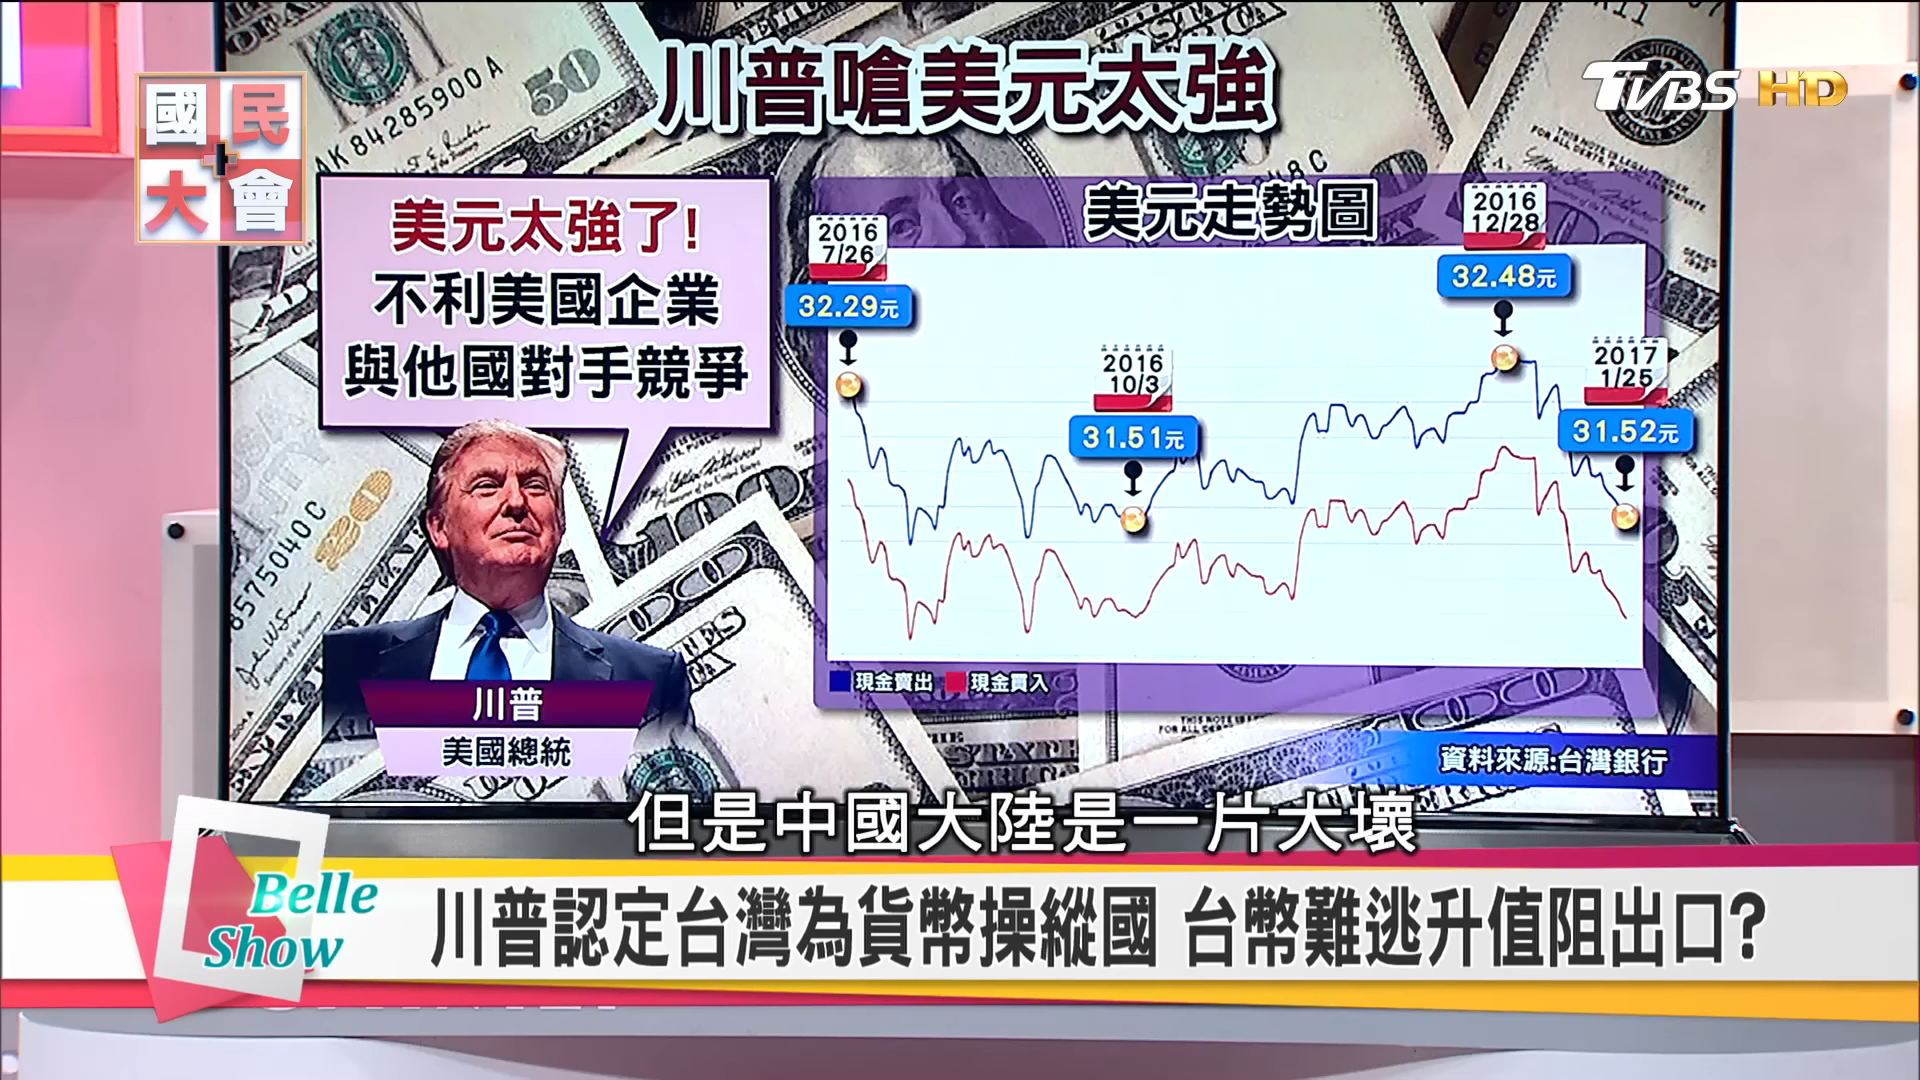 國民
大會
TVBS HD
川普嗆美元太強
美元太強了!
不利美國企業
與他國對手競爭
川普
美國總統
美元走勢圖
2016
7/26
32.29元
2016
10/3
31.51元
2016
12/28
32.48元
2017
1/25
31.52元
現金賣出
現金買入
資料來源:台灣銀行
AK 84285900 A
50
85575040 C
但是中國大陸是一片大壞
Belle
Show
川普認定台灣為貨幣操縱國 台幣難逃升值阻出口?